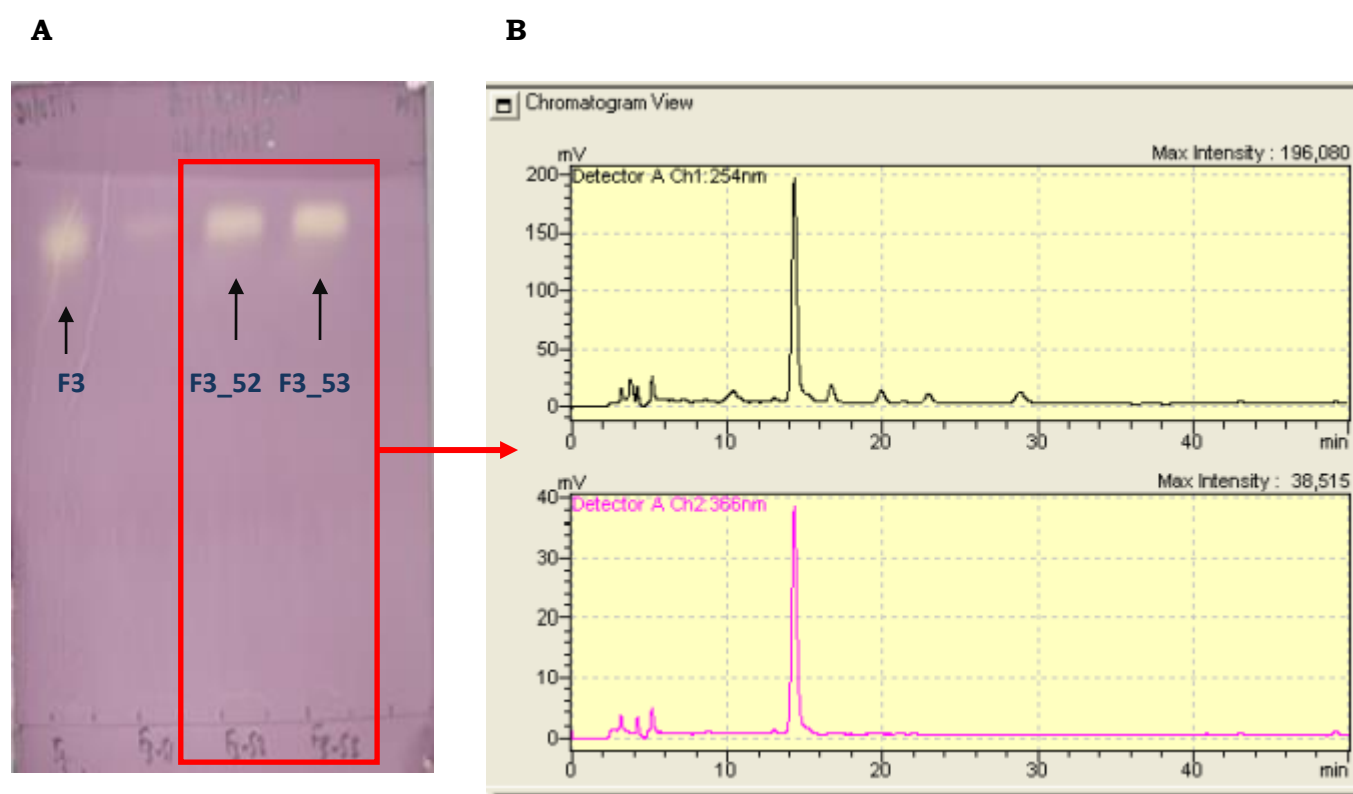 A
B
Chromatogram View
mV
Max Intensity : 196,080
Detector A Ch1:254nm
200
150
100
50
0
0 10 20 30 40 min
F3
F3_52 F3_53
mV
Max Intensity : 38,515
Detector A Ch2:366nm
40
30
20
10
0
0 10 20 30 40 min